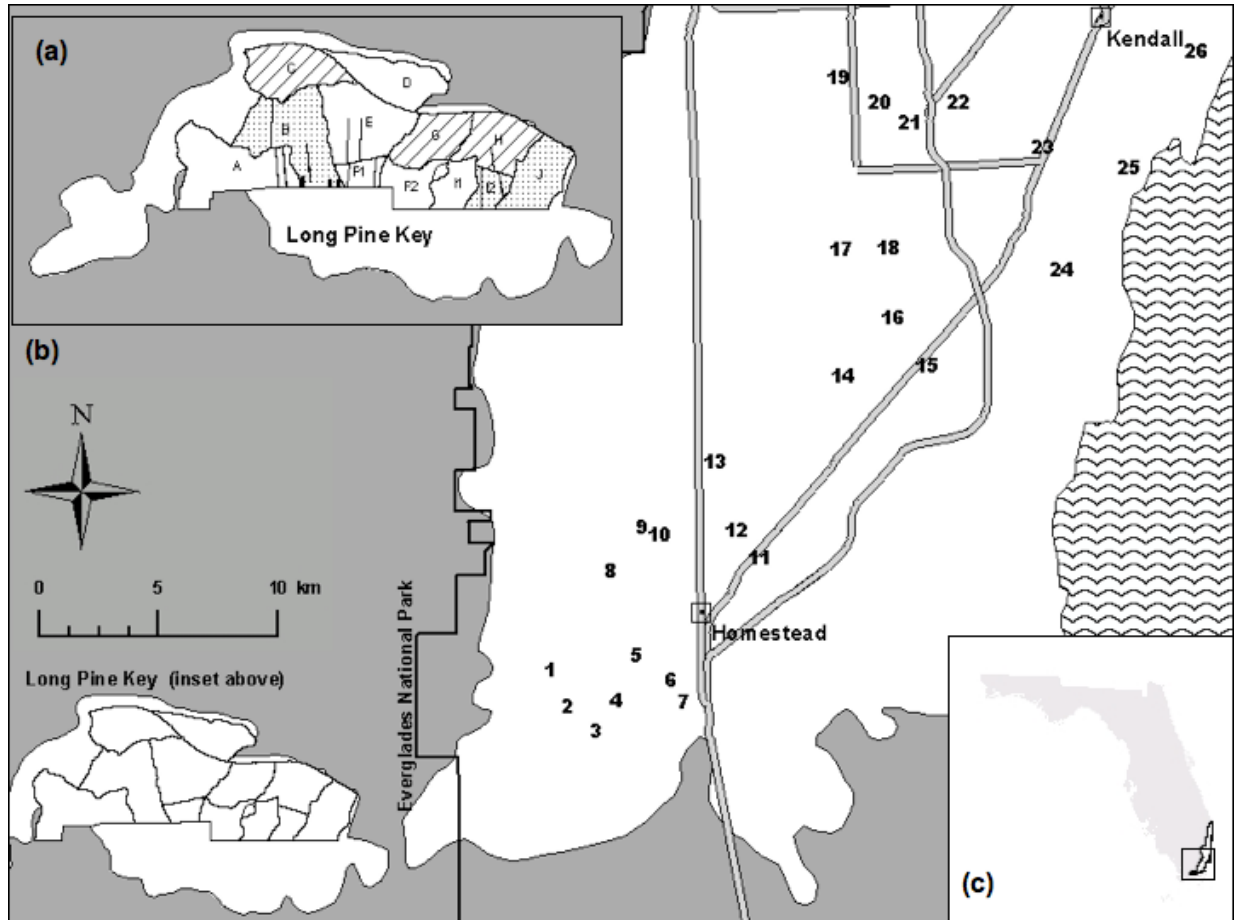 (a)
C
D
B
E
G
H
A
F1
F2
I1
I2
J
Long Pine Key
(b)
N
0 5 10 km
Long Pine Key (inset above)
Everglades National Park
Kendall
26
19
20
22
21
23
25
17
18
24
16
15
14
13
9
10
12
11
8
Homestead
5
1
6
4
7
2
3
(c)